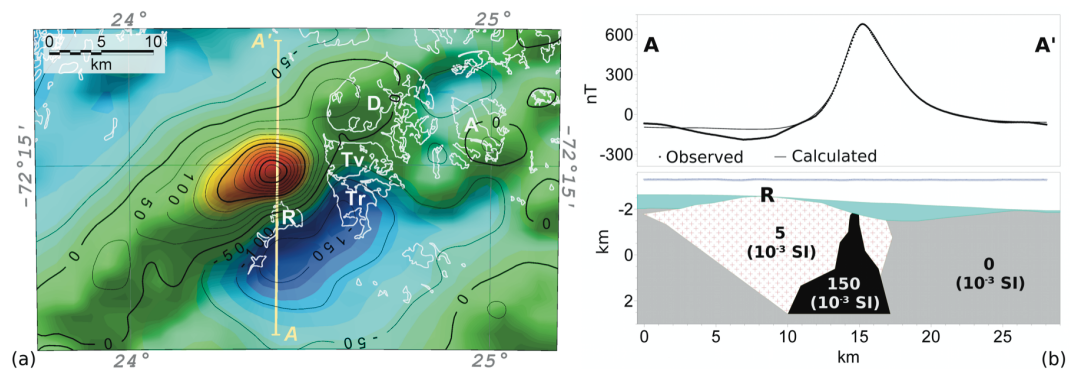 24°
25°
0 5 10
km
A'
-50
D
A
0
0
Tv
Tr
R
100
50
0
-50
-100
-150
0
0
-50
A
-72°15'
-72°15'
24°
25°
(a)
A
A'
600
300
0
-300
nT
Observed
Calculated
R
-2
0
2
km
5
(10⁻³ SI)
150
(10⁻³ SI)
0
(10⁻³ SI)
0 5 10 15 20 25
km
(b)